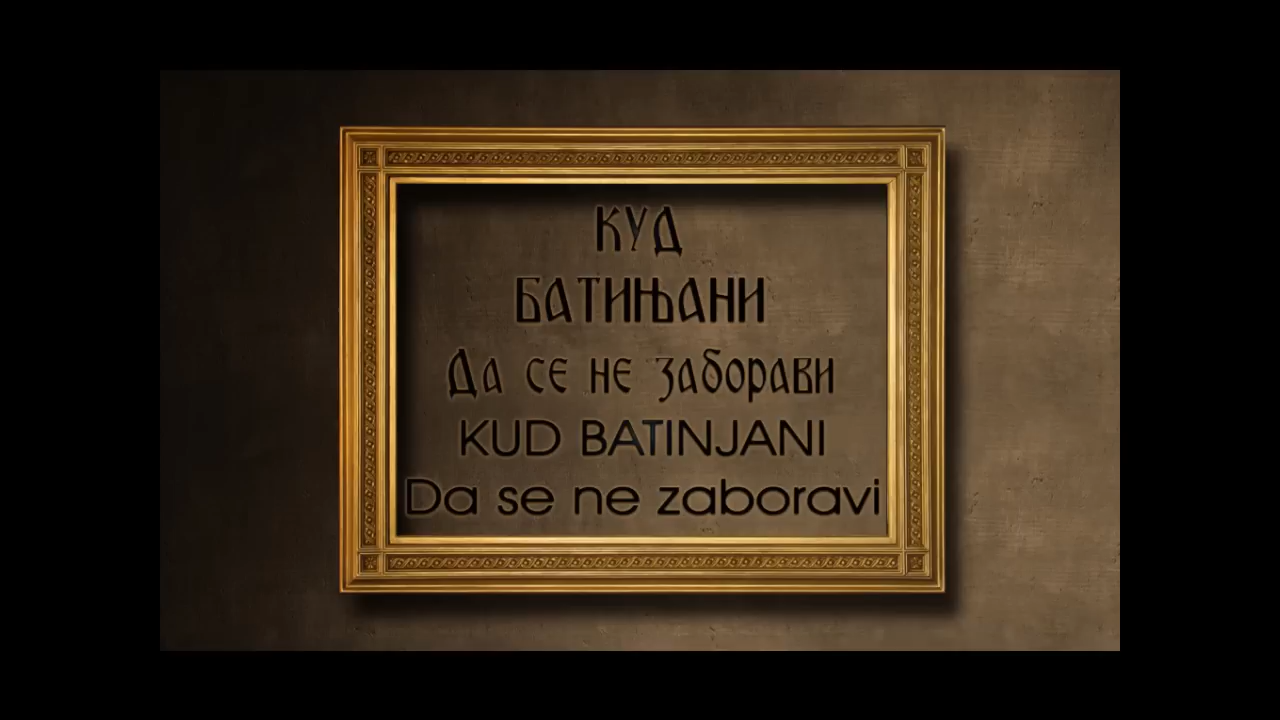 КУД
БАТИЊАНИ
Да се не заборави
KUD BATINJANI
Da se ne zaboravi